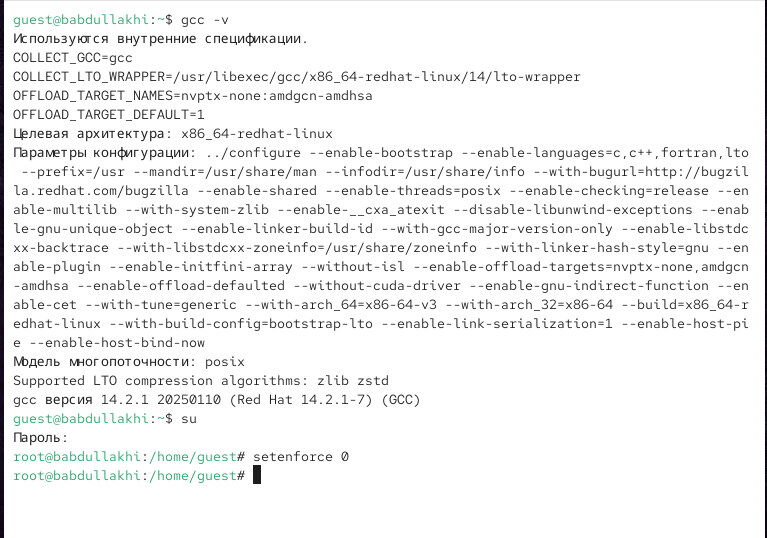 guest@babdullakhi:~$ gcc -v
Используются внутренние спецификации.
COLLECT_GCC=gcc
COLLECT_LTO_WRAPPER=/usr/libexec/gcc/x86_64-redhat-linux/14/lto-wrapper
OFFLOAD_TARGET_NAMES=nvptx-none:amdgcn-amdhsa
OFFLOAD_TARGET_DEFAULT=1
Целевая архитектура: x86_64-redhat-linux
Параметры конфигурации: ../configure --enable-bootstrap --enable-languages=c,c++,fortran,lto
 --prefix=/usr --mandir=/usr/share/man --infodir=/usr/share/info --with-bugurl=http://bugzil
la.redhat.com/bugzilla --enable-shared --enable-threads=posix --enable-checking=release --en
able-multilib --with-system-zlib --enable-__cxa_atexit --disable-libunwind-exceptions --enab
le-gnu-unique-object --enable-linker-build-id --with-gcc-major-version-only --enable-libstdc
xx-backtrace --with-libstdcxx-zoneinfo=/usr/share/zoneinfo --with-linker-hash-style=gnu --en
able-plugin --enable-initfini-array --without-isl --enable-offload-targets=nvptx-none,amdgcn
-amdhsa --enable-offload-defaulted --without-cuda-driver --enable-gnu-indirect-function --en
able-cet --with-tune=generic --with-arch_64=x86-64-v3 --with-arch_32=x86-64 --build=x86_64-r
edhat-linux --with-build-config=bootstrap-lto --enable-link-serialization=1 --enable-host-pi
e --enable-host-bind-now
Модель многопоточности: posix
Supported LTO compression algorithms: zlib zstd
gcc версия 14.2.1 20250110 (Red Hat 14.2.1-7) (GCC)
guest@babdullakhi:~$ su
Пароль:
root@babdullakhi:/home/guest# setenforce 0
root@babdullakhi:/home/guest#